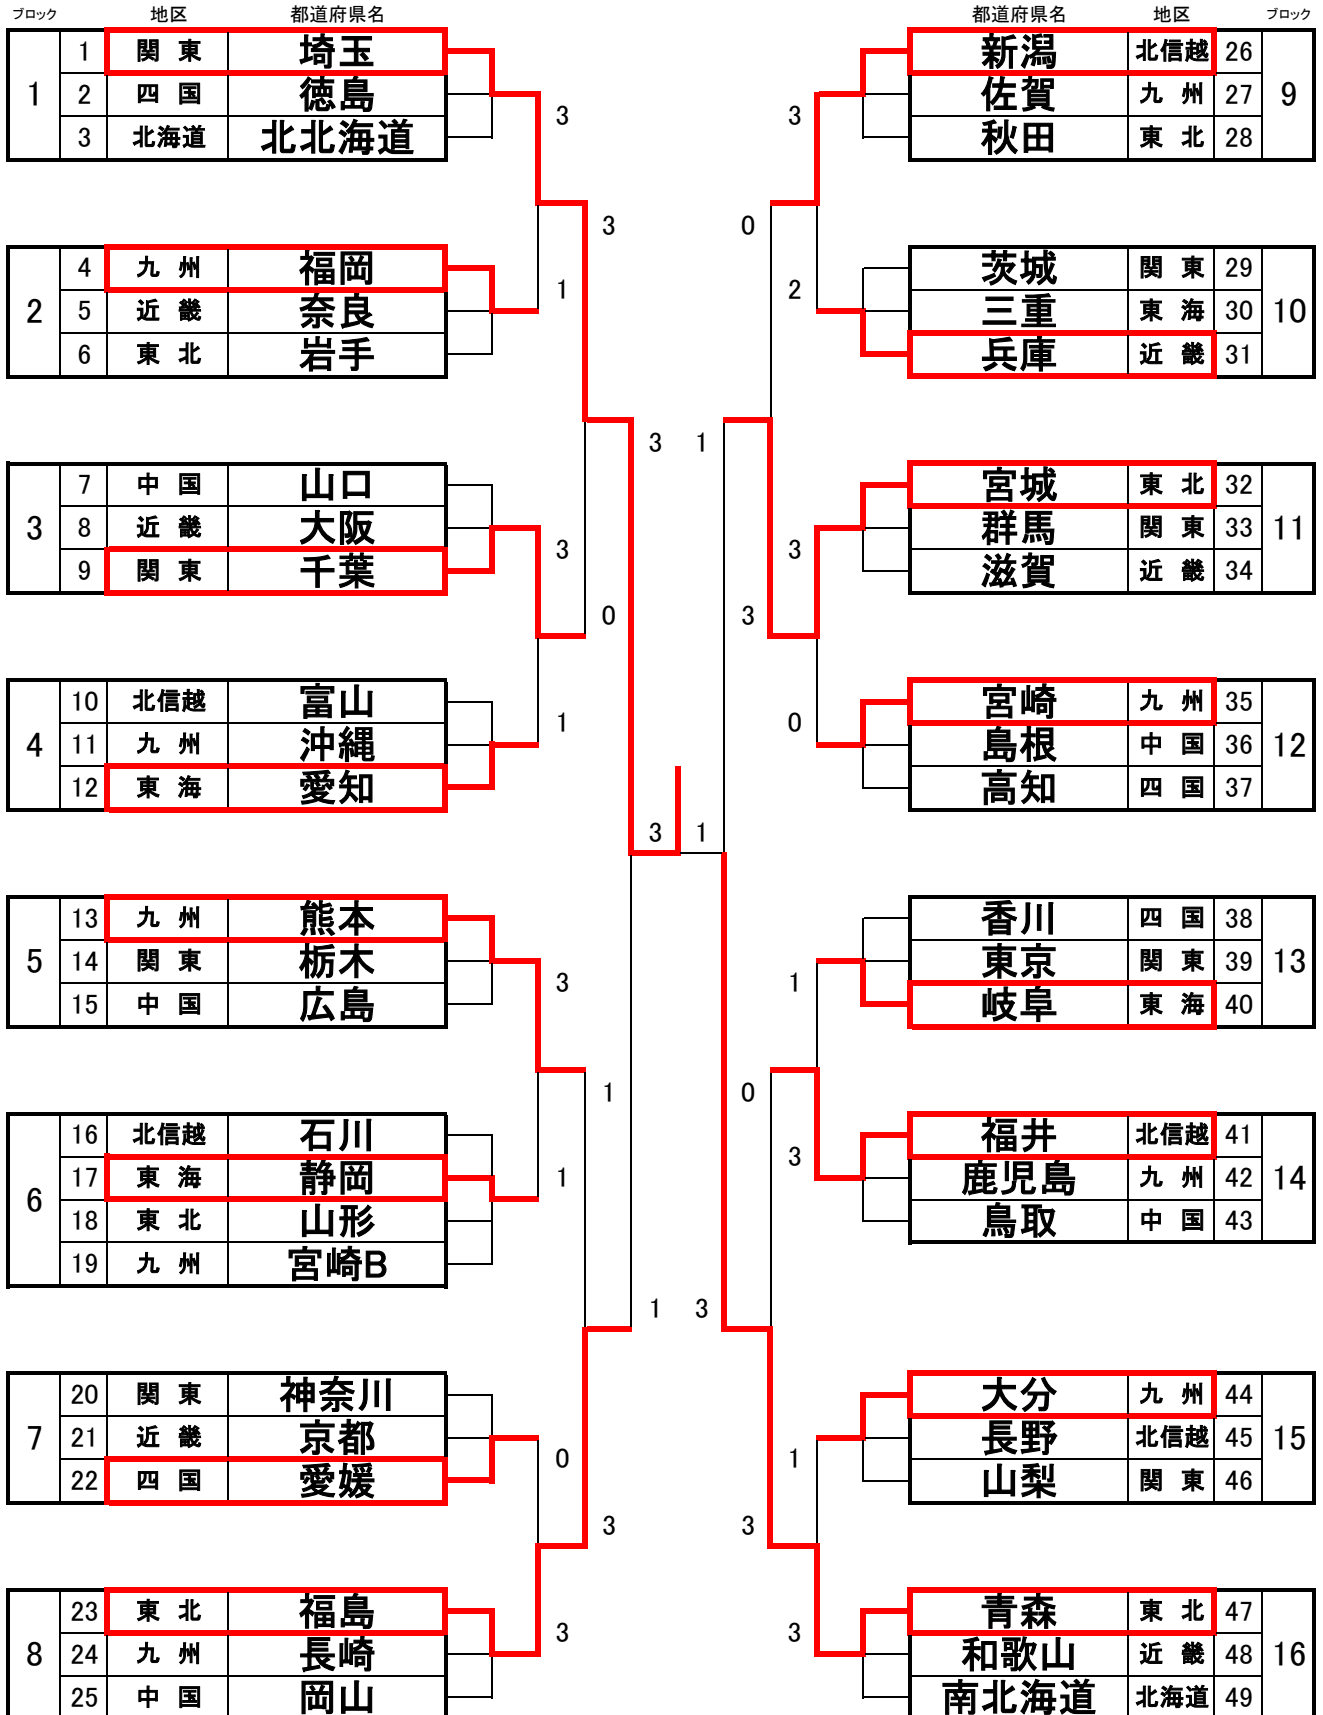 ブロック 地区 都道府県名 都道府県名 地区 ブロック
1 関 東 埼玉 新潟 北信越 26
1 2 四 国 徳島 佐賀 九 州 27 9
3 3
3 北海道 北北海道 秋田 東 北 28
3 0
4 九 州 福岡 茨城 関 東 29
1 2
2 5 近 畿 奈良 三重 東 海 30 10
6 東 北 岩手 兵庫 近 畿 31
3 1
7 中 国 山口 宮城 東 北 32
3 8 近 畿 大阪 群馬 関 東 33 11
3 3
9 関 東 千葉 滋賀 近 畿 34
0 3
10 北信越 富山 宮崎 九 州 35
1 0
4 11 九 州 沖縄 島根 中 国 36 12
12 東 海 愛知 高知 四 国 37
3 1
13 九 州 熊本 香川 四 国 38
5 14 関 東 栃木 東京 関 東 39 13
3 1
15 中 国 広島 岐阜 東 海 40
1 0
16 北信越 石川 福井 北信越 41
1 3
6 17 東 海 静岡 鹿児島 九 州 42 14
18 東 北 山形 鳥取 中 国 43
19 九 州 宮崎B
1 3
20 関 東 神奈川 大分 九 州 44
7 21 近 畿 京都 長野 北信越 45 15
0 1
22 四 国 愛媛 山梨 関 東 46
3 3
23 東 北 福島 青森 東 北 47
3 3
8 24 九 州 長崎 和歌山 近 畿 48 16
25 中 国 岡山 南北海道 北海道 49